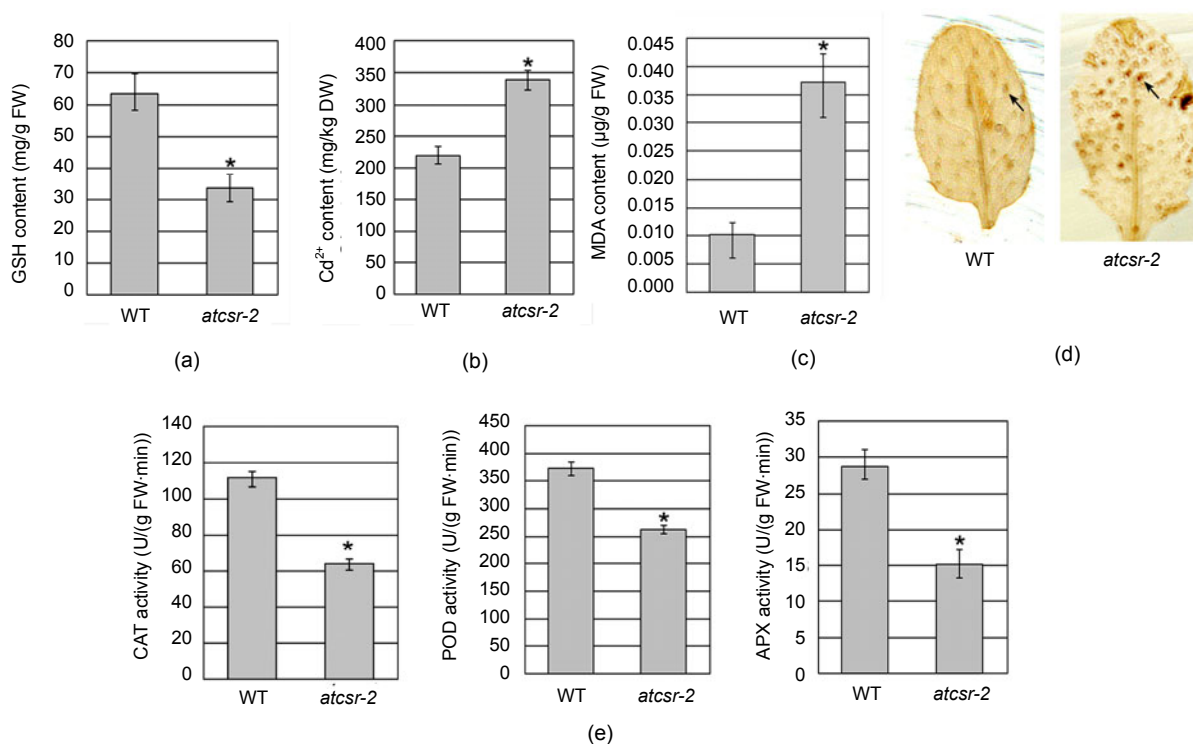 GSH content (mg/g FW)
80
70
60
50
40
30
20
10
0
*
WT
atcsr-2
(a)
Cd2+ content (mg/kg DW)
400
350
300
250
200
150
100
50
0
*
WT
atcsr-2
(b)
MDA content (µg/g FW)
0.045
0.040
0.035
0.030
0.025
0.020
0.015
0.010
0.005
0.000
*
WT
atcsr-2
(c)
WT
atcsr-2
(d)
CAT activity (U/(g FW·min))
140
120
100
80
60
40
20
0
*
WT
atcsr-2
POD activity (U/(g FW·min))
450
400
350
300
250
200
150
100
50
0
*
WT
atcsr-2
APX activity (U/(g FW·min))
35
30
25
20
15
10
5
0
*
WT
atcsr-2
(e)